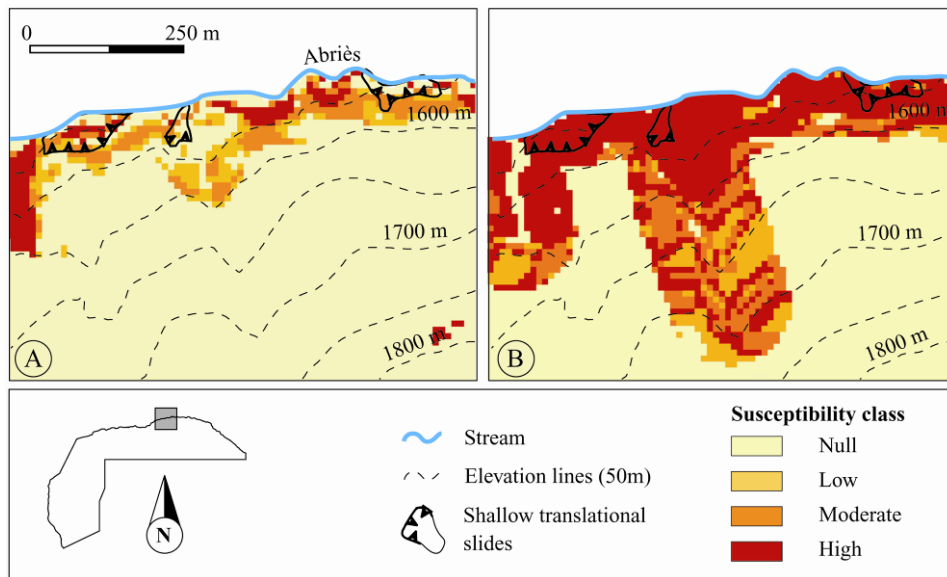 0 250 m
Abriès
1600 m
1700 m
1800 m
A
1600 m
1700 m
1800 m
B
N
Stream
Elevation lines (50m)
Shallow translational
slides
Susceptibility class
Null
Low
Moderate
High